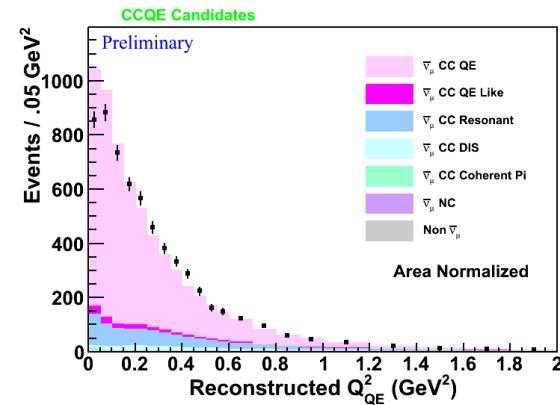 CCQE Candidates
Preliminary
Events / .05 GeV²
1000
800
600
400
200
0
ν̄μ CC QE
ν̄μ CC QE Like
ν̄μ CC Resonant
ν̄μ CC DIS
ν̄μ CC Coherent Pi
ν̄μ NC
Non ν̄μ
Area Normalized
0 0.2 0.4 0.6 0.8 1 1.2 1.4 1.6 1.8 2
Reconstructed Q²QE (GeV²)